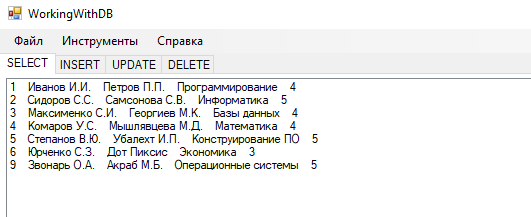 WorkingWithDB
Файл Инструменты Справка
SELECT INSERT UPDATE DELETE
1 Иванов И.И. Петров П.П. Программирование 4
2 Сидоров С.С. Самсонова С.В. Информатика 5
3 Максименко С.И. Георгиев М.К. Базы данных 4
4 Комаров У.С. Мышлявцева М.Д. Математика 4
5 Степанов В.Ю. Убалехт И.П. Конструирование ПО 5
6 Юрченко С.З. Дот Пиксис Экономика 3
9 Звонарь О.А. Акраб М.Б. Операционные системы 5